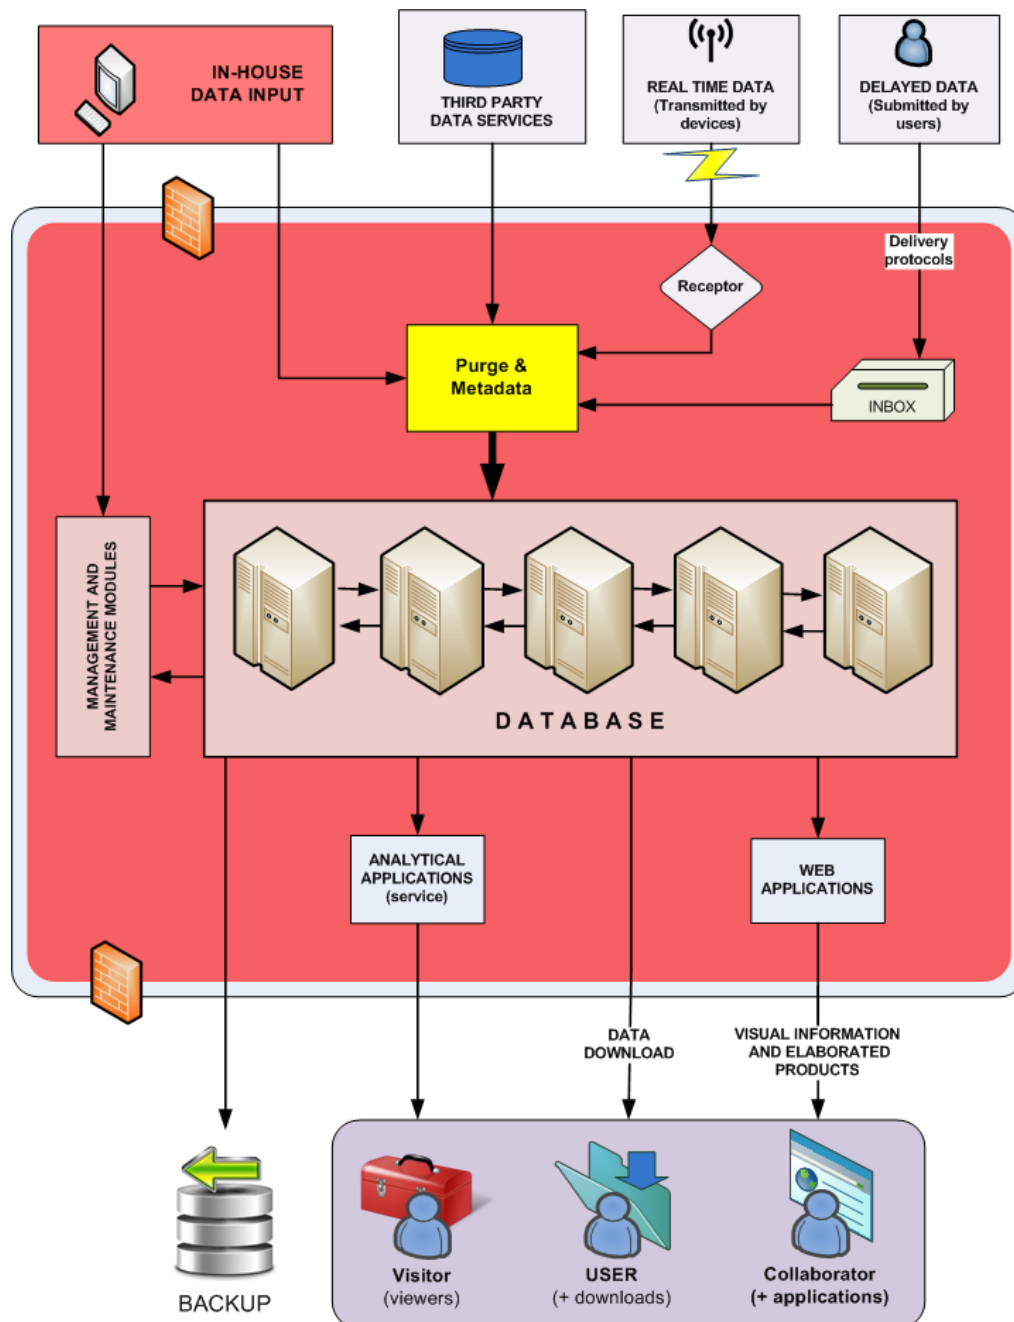 IN-HOUSE
DATA INPUT
THIRD PARTY
DATA SERVICES
REAL TIME DATA
(Transmitted by
devices)
DELAYED DATA
(Submitted by
users)
Delivery
protocols
Receptor
Purge &
Metadata
INBOX
MANAGEMENT AND
MAINTENANCE MODULES
DATABASE
ANALYTICAL
APPLICATIONS
(service)
WEB
APPLICATIONS
DATA
DOWNLOAD
VISUAL INFORMATION
AND ELABORATED
PRODUCTS
BACKUP
Visitor
(viewers)
USER
(+ downloads)
Collaborator
(+ applications)